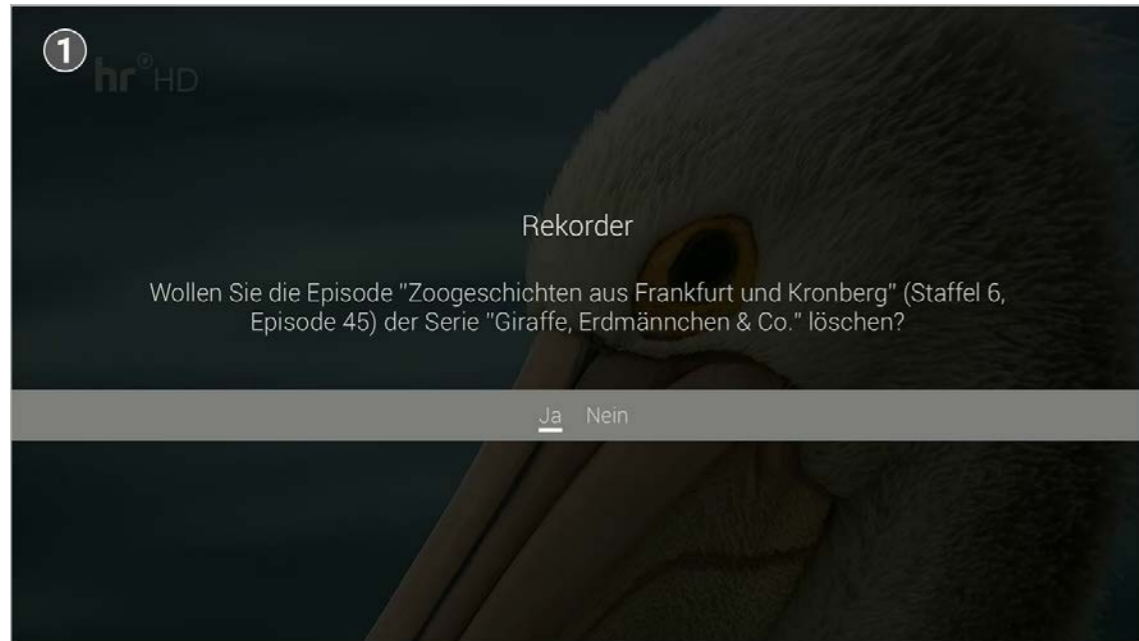 1
hr HD
Rekorder
Wollen Sie die Episode "Zoogeschichten aus Frankfurt und Kronberg" (Staffel 6,
Episode 45) der Serie "Giraffe, Erdmännchen & Co." löschen?
Ja Nein